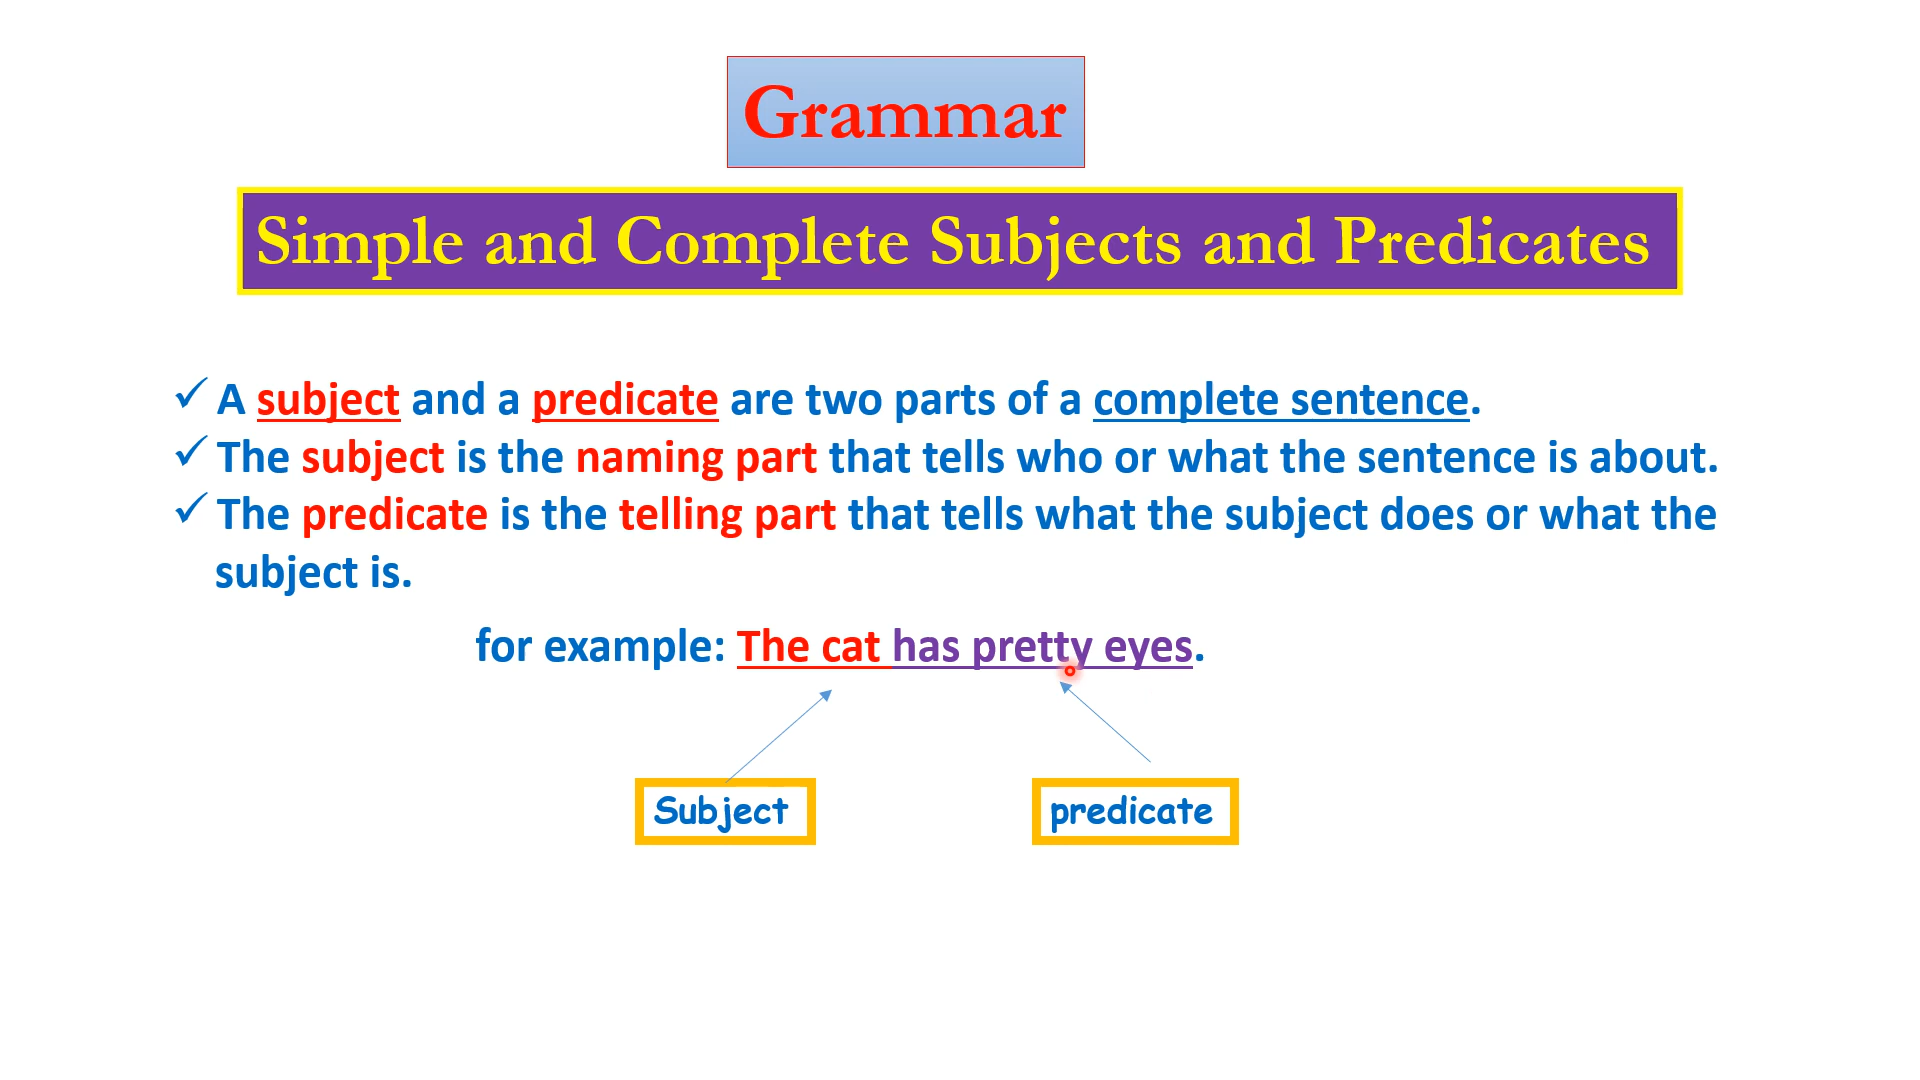 Grammar
Simple and Complete Subjects and Predicates
✓ A subject and a predicate are two parts of a complete sentence.
✓ The subject is the naming part that tells who or what the sentence is about.
✓ The predicate is the telling part that tells what the subject does or what the
subject is.
for example: The cat has pretty eyes.
Subject
predicate